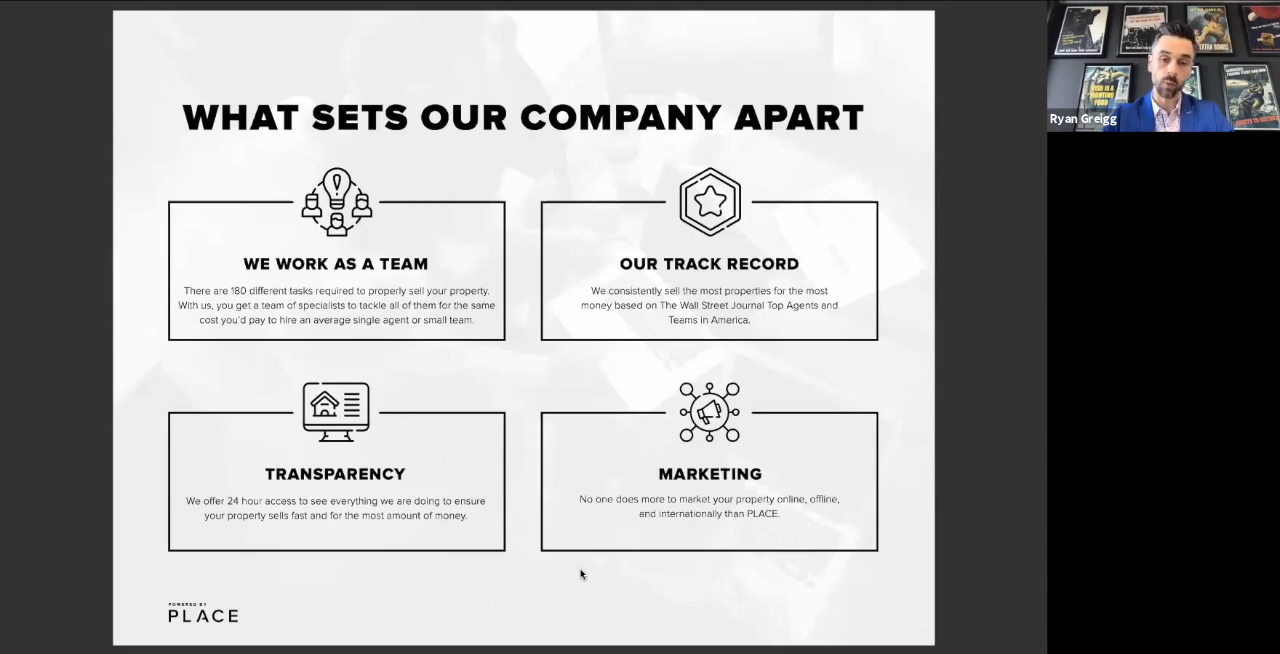 WHAT SETS OUR COMPANY APART
WE WORK AS A TEAM
There are 180 different tasks required to properly sell your property.
With us, you get a team of specialists to tackle all of them for the same
cost you'd pay to hire an average single agent or small team.
OUR TRACK RECORD
We consistently sell the most properties for the most
money based on The Wall Street Journal Top Agents and
Teams in America.
TRANSPARENCY
We offer 24 hour access to see everything we are doing to ensure
your property sells fast and for the most amount of money.
MARKETING
No one does more to market your property online, offline,
and internationally than PLACE.
POWERED BY
PLACE
Ryan Greigg
FISH IS A
FIGHTING
FOOD